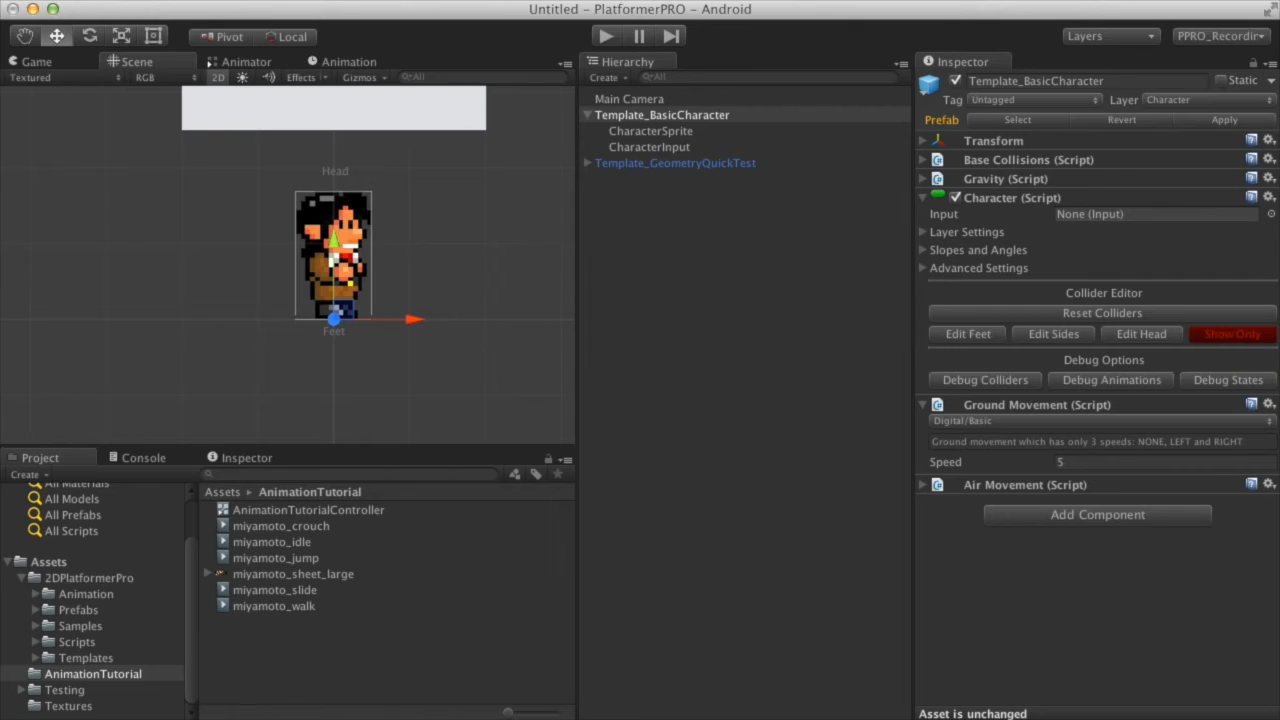 Untitled - PlatformerPRO - Android
Pivot
Local
Layers
PPRO_Recordin
Game
Scene
Animator
Animation
Textured
RGB
2D
Effects
Gizmos
All
Head
Feet
Hierarchy
Create
All
Main Camera
Template_BasicCharacter
CharacterSprite
CharacterInput
Template_GeometryQuickTest
Inspector
Template_BasicCharacter
Static
Tag
Untagged
Layer
Character
Prefab
Select
Revert
Apply
Transform
Base Collisions (Script)
Gravity (Script)
Character (Script)
Input
None (Input)
Layer Settings
Slopes and Angles
Advanced Settings
Collider Editor
Reset Colliders
Edit Feet
Edit Sides
Edit Head
Show Only
Debug Options
Debug Colliders
Debug Animations
Debug States
Ground Movement (Script)
Digital/Basic
Ground movement which has only 3 speeds: NONE, LEFT and RIGHT
Speed
5
Air Movement (Script)
Add Component
Asset is unchanged
Project
Console
Inspector
Create
All Materials
All Models
All Prefabs
All Scripts
Assets
2DPlatformerPro
Animation
Prefabs
Samples
Scripts
Templates
AnimationTutorial
Testing
Textures
Assets
AnimationTutorial
AnimationTutorialController
miyamoto_crouch
miyamoto_idle
miyamoto_jump
miyamoto_sheet_large
miyamoto_slide
miyamoto_walk